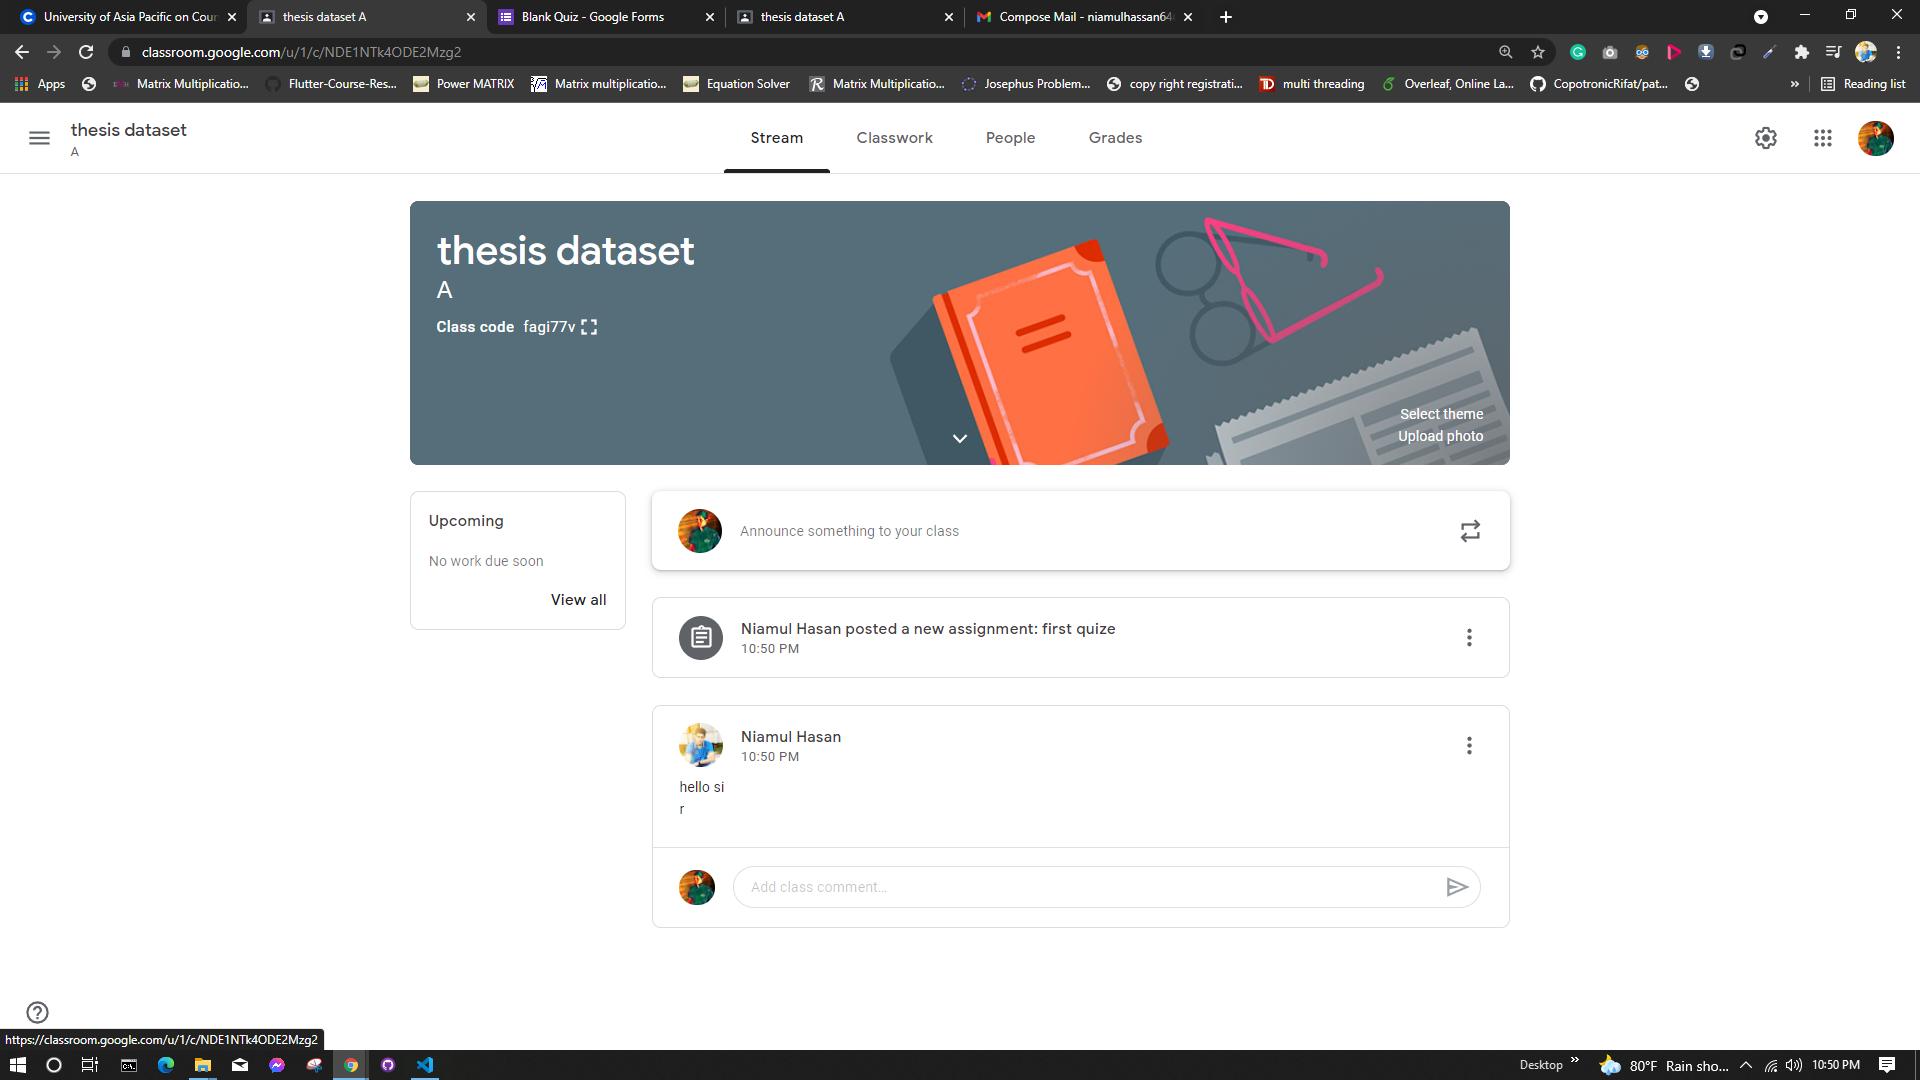 University of Asia Pacific on Cour
thesis dataset A
Blank Quiz - Google Forms
thesis dataset A
Compose Mail - niamulhassan64
classroom.google.com/u/1/c/NDE1NTk4ODE2Mzg2
Apps
Matrix Multiplicatio...
Flutter-Course-Res...
Power MATRIX
Matrix multiplicatio...
Equation Solver
Matrix Multiplicatio...
Josephus Problem...
copy right registrati...
multi threading
Overleaf, Online La...
CopotronicRifat/pat...
»
Reading list
thesis dataset
A
Stream
Classwork
People
Grades
thesis dataset
A
Class code fagi77v
Select theme
Upload photo
Upcoming
No work due soon
View all
Announce something to your class
Niamul Hasan posted a new assignment: first quize
10:50 PM
Niamul Hasan
10:50 PM
hello si
r
Add class comment...
https://classroom.google.com/u/1/c/NDE1NTk4ODE2Mzg2
Desktop »
80°F Rain sho...
10:50 PM